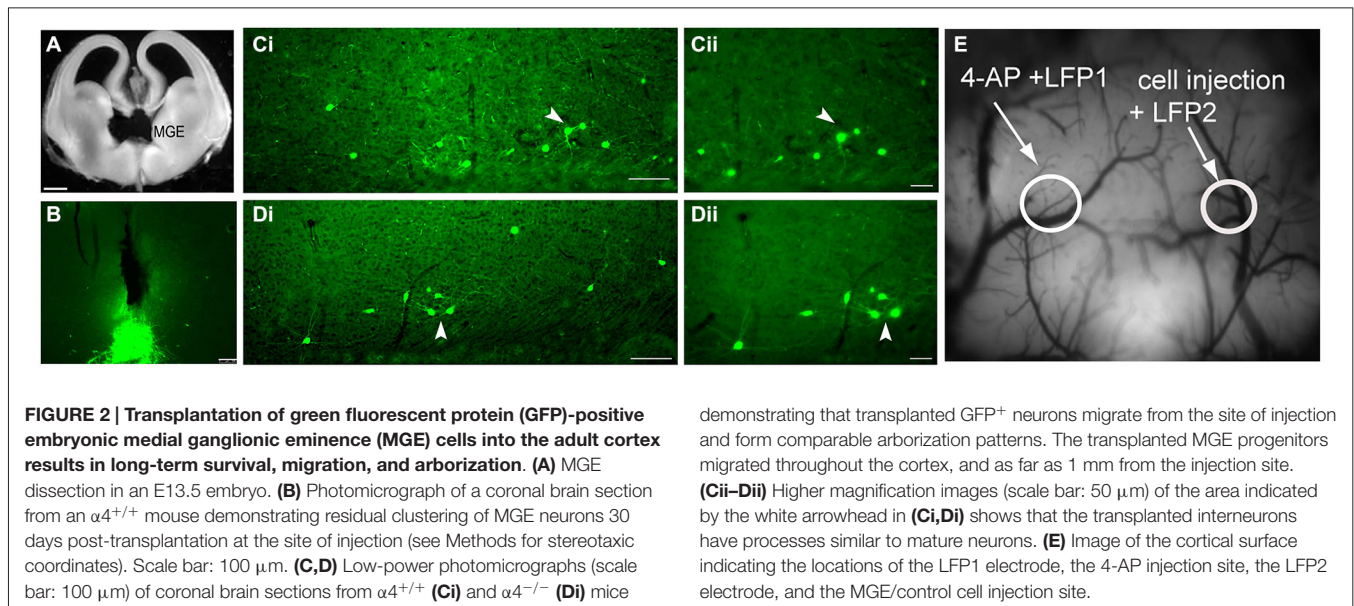 A
MGE
B
Ci
Cii
Di
Dii
E
4-AP +LFP1
cell injection
+ LFP2
FIGURE 2 | Transplantation of green fluorescent protein (GFP)-positive
embryonic medial ganglionic eminence (MGE) cells into the adult cortex
results in long-term survival, migration, and arborization. (A) MGE
dissection in an E13.5 embryo. (B) Photomicrograph of a coronal brain section
from an α4+/+ mouse demonstrating residual clustering of MGE neurons 30
days post-transplantation at the site of injection (see Methods for stereotaxic
coordinates). Scale bar: 100 μm. (C,D) Low-power photomicrographs (scale
bar: 100 μm) of coronal brain sections from α4+/+ (Ci) and α4−/− (Di) mice
demonstrating that transplanted GFP+ neurons migrate from the site of injection
and form comparable arborization patterns. The transplanted MGE progenitors
migrated throughout the cortex, and as far as 1 mm from the injection site.
(Cii–Dii) Higher magnification images (scale bar: 50 μm) of the area indicated
by the white arrowhead in (Ci,Di) shows that the transplanted interneurons
have processes similar to mature neurons. (E) Image of the cortical surface
indicating the locations of the LFP1 electrode, the 4-AP injection site, the LFP2
electrode, and the MGE/control cell injection site.